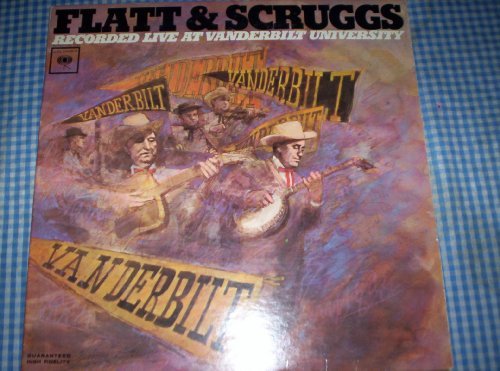 FLATT & SCRUGGS
RECORDED LIVE AT VANDERBILT UNIVERSITY
VANDERBILT
VANDERBILT
VANDERBILT
GUARANTEED
HIGH FIDELITY